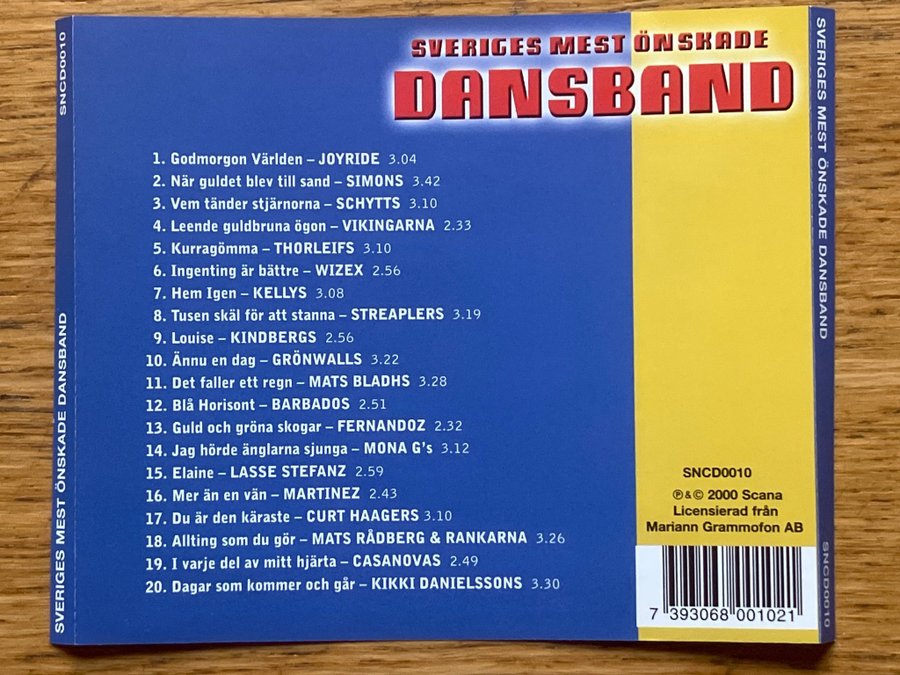 SVERIGES MEST ÖNSKADE
DANSBAND
1. Godmorgon Världen – JOYRIDE 3.04
2. När guldet blev till sand – SIMONS 3.42
3. Vem tänder stjärnorna – SCHYTTS 3.10
4. Leende guldbruna ögon – VIKINGARNA 2.33
5. Kurragömma – THORLEIFS 3.10
6. Ingenting är bättre – WIZEX 2.56
7. Hem Igen – KELLYS 3.08
8. Tusen skäl för att stanna – STREAPLERS 3.19
9. Louise – KINDBERGS 2.56
10. Ännu en dag – GRÖNWALLS 3.22
11. Det faller ett regn – MATS BLADHS 3.28
12. Blå Horisont – BARBADOS 2.51
13. Guld och gröna skogar – FERNANDOZ 2.32
14. Jag hörde änglarna sjunga – MONA G's 3.12
15. Elaine – LASSE STEFANZ 2.59
16. Mer än en vän – MARTINEZ 2.43
17. Du är den käraste – CURT HAAGERS 3.10
18. Allting som du gör – MATS RÅDBERG & RANKARNA 3.26
19. I varje del av mitt hjärta – CASANOVAS 2.49
20. Dagar som kommer och går – KIKKI DANIELSSONS 3.30
SNCD0010
℗ & © 2000 Scana
Licensierad från
Mariann Grammofon AB
7 393068 001021
SVERIGES MEST ÖNSKADE DANSBAND SNCD0010
SVERIGES MEST ÖNSKADE DANSBAND SNCD0010